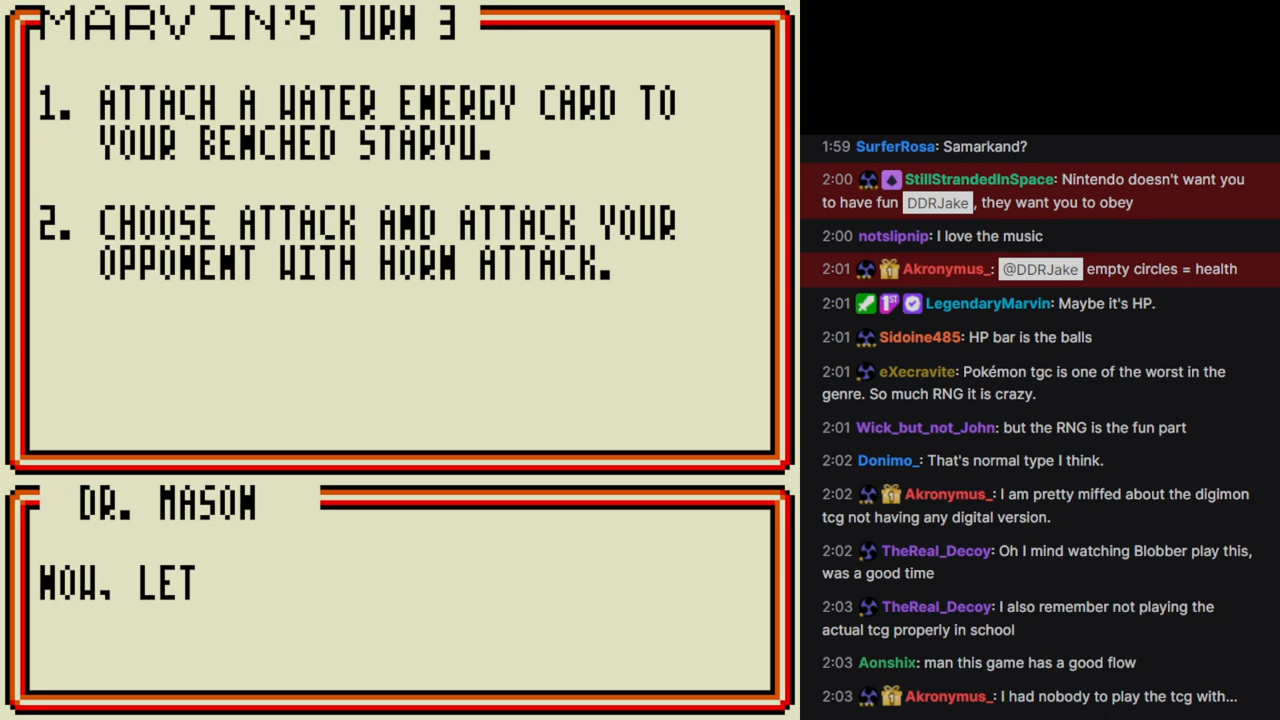 MARVIN'S TURN 3
1. ATTACH A WATER ENERGY CARD TO
YOUR BENCHED STARYU.
2. CHOOSE ATTACK AND ATTACK YOUR
OPPONENT WITH HORN ATTACK.
DR. MASON
NOW, LET
1:59 SurferRosa: Samarkand?
2:00 StillStrandedInSpace: Nintendo doesn't want you
to have fun DDRJake, they want you to obey
2:00 notslipnip: I love the music
2:01 Akronymus_: @DDRJake empty circles = health
2:01 LegendaryMarvin: Maybe it's HP.
2:01 Sidoine485: HP bar is the balls
2:01 eXecravite: Pokémon tgc is one of the worst in the
genre. So much RNG it is crazy.
2:01 Wick_but_not_John: but the RNG is the fun part
2:02 Donimo_: That's normal type I think.
2:02 Akronymus_: I am pretty miffed about the digimon
tcg not having any digital version.
2:02 TheReal_Decoy: Oh I mind watching Blobber play this,
was a good time
2:03 TheReal_Decoy: I also remember not playing the
actual tcg properly in school
2:03 Aonshix: man this game has a good flow
2:03 Akronymus_: I had nobody to play the tcg with...